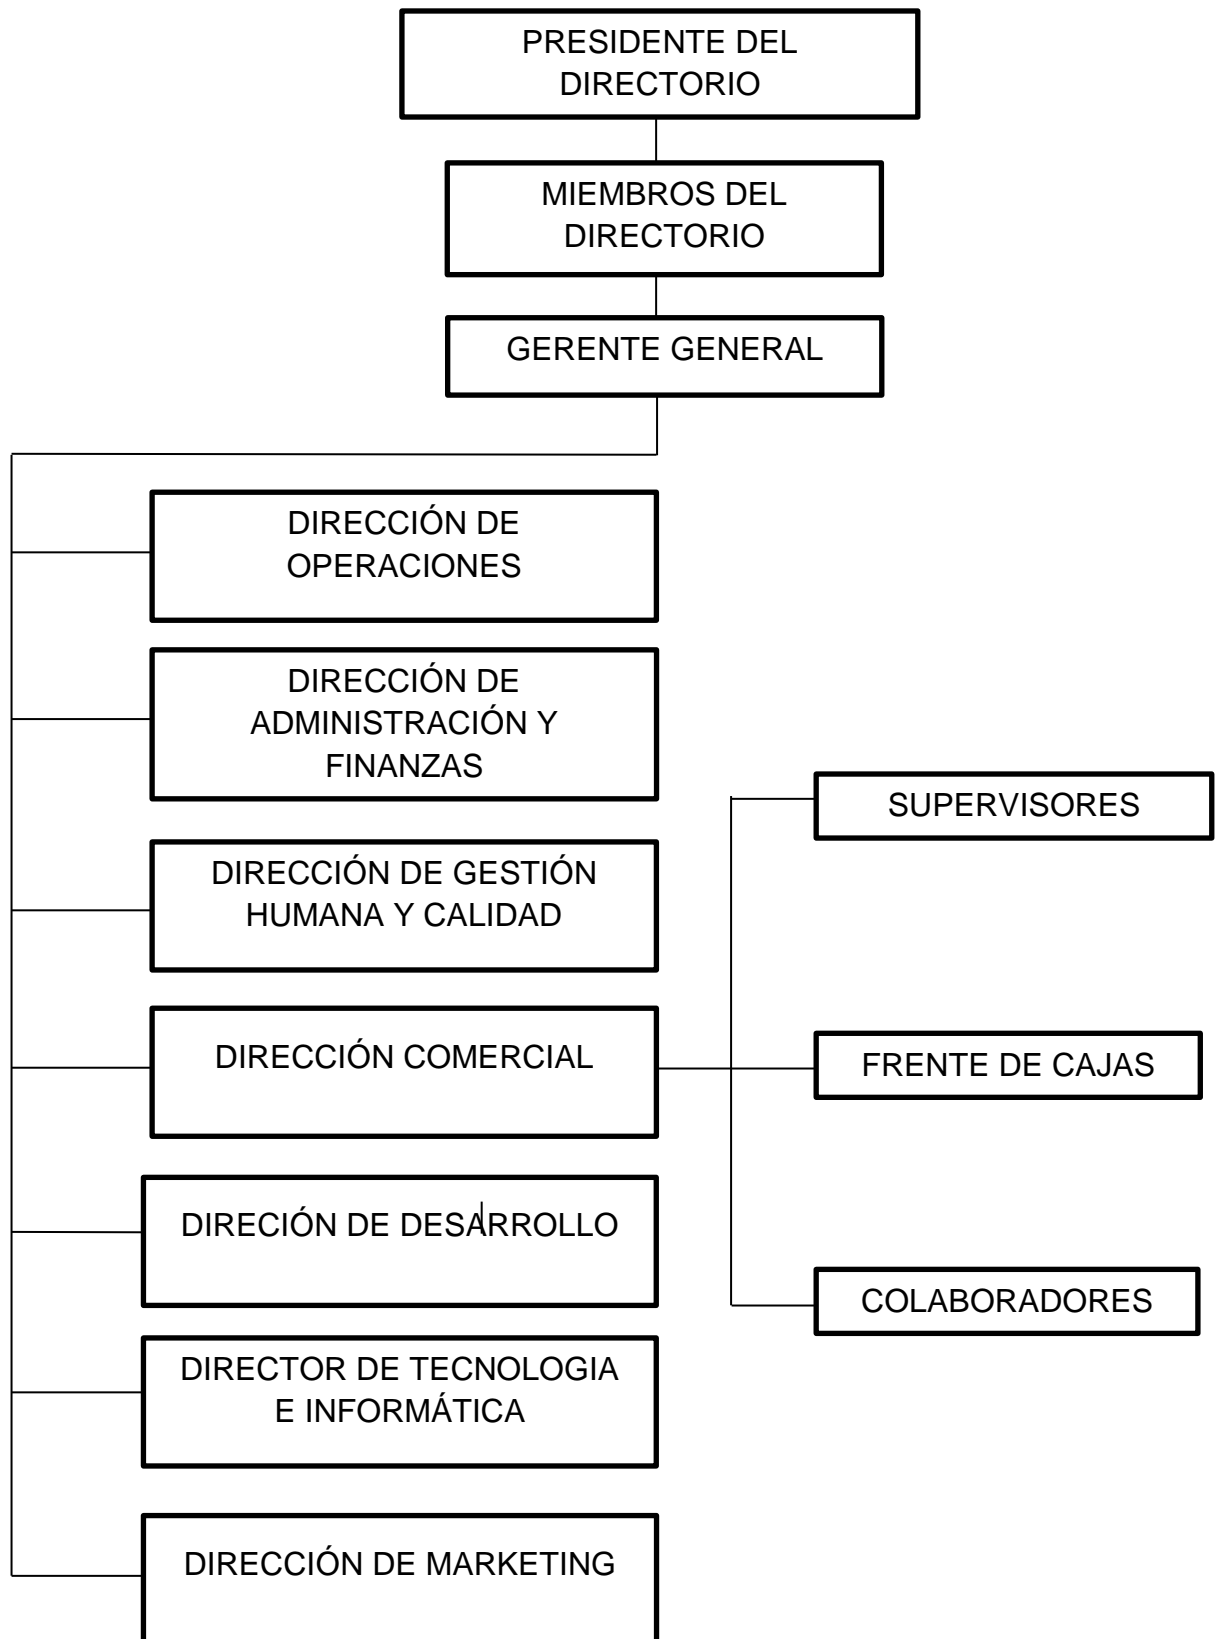 PRESIDENTE DEL
DIRECTORIO
MIEMBROS DEL
DIRECTORIO
GERENTE GENERAL
DIRECCIÓN DE
OPERACIONES
DIRECCIÓN DE
ADMINISTRACIÓN Y
FINANZAS
DIRECCIÓN DE GESTIÓN
HUMANA Y CALIDAD
DIRECCIÓN COMERCIAL
DIRECIÓN DE DESARROLLO
DIRECTOR DE TECNOLOGIA
E INFORMÁTICA
DIRECCIÓN DE MARKETING
SUPERVISORES
FRENTE DE CAJAS
COLABORADORES